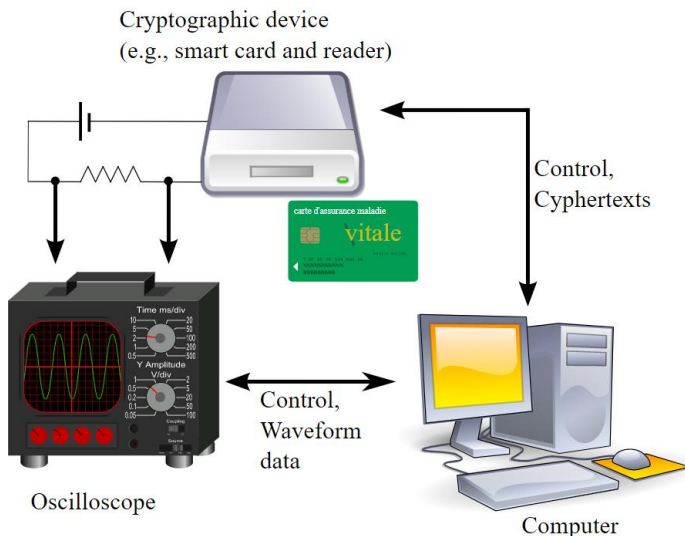 Cryptographic device
(e.g., smart card and reader)
Control,
Cyphertexts
carte d'assurance maladie
vitale
Time ms/div
10 20
5 50
2 100
1 200
0.5 500
Y Amplitude
V/div
1 2
0.5 5
0.2 10
0.1 20
0.05 100
Coupling
Control,
Waveform
data
Oscilloscope
Computer